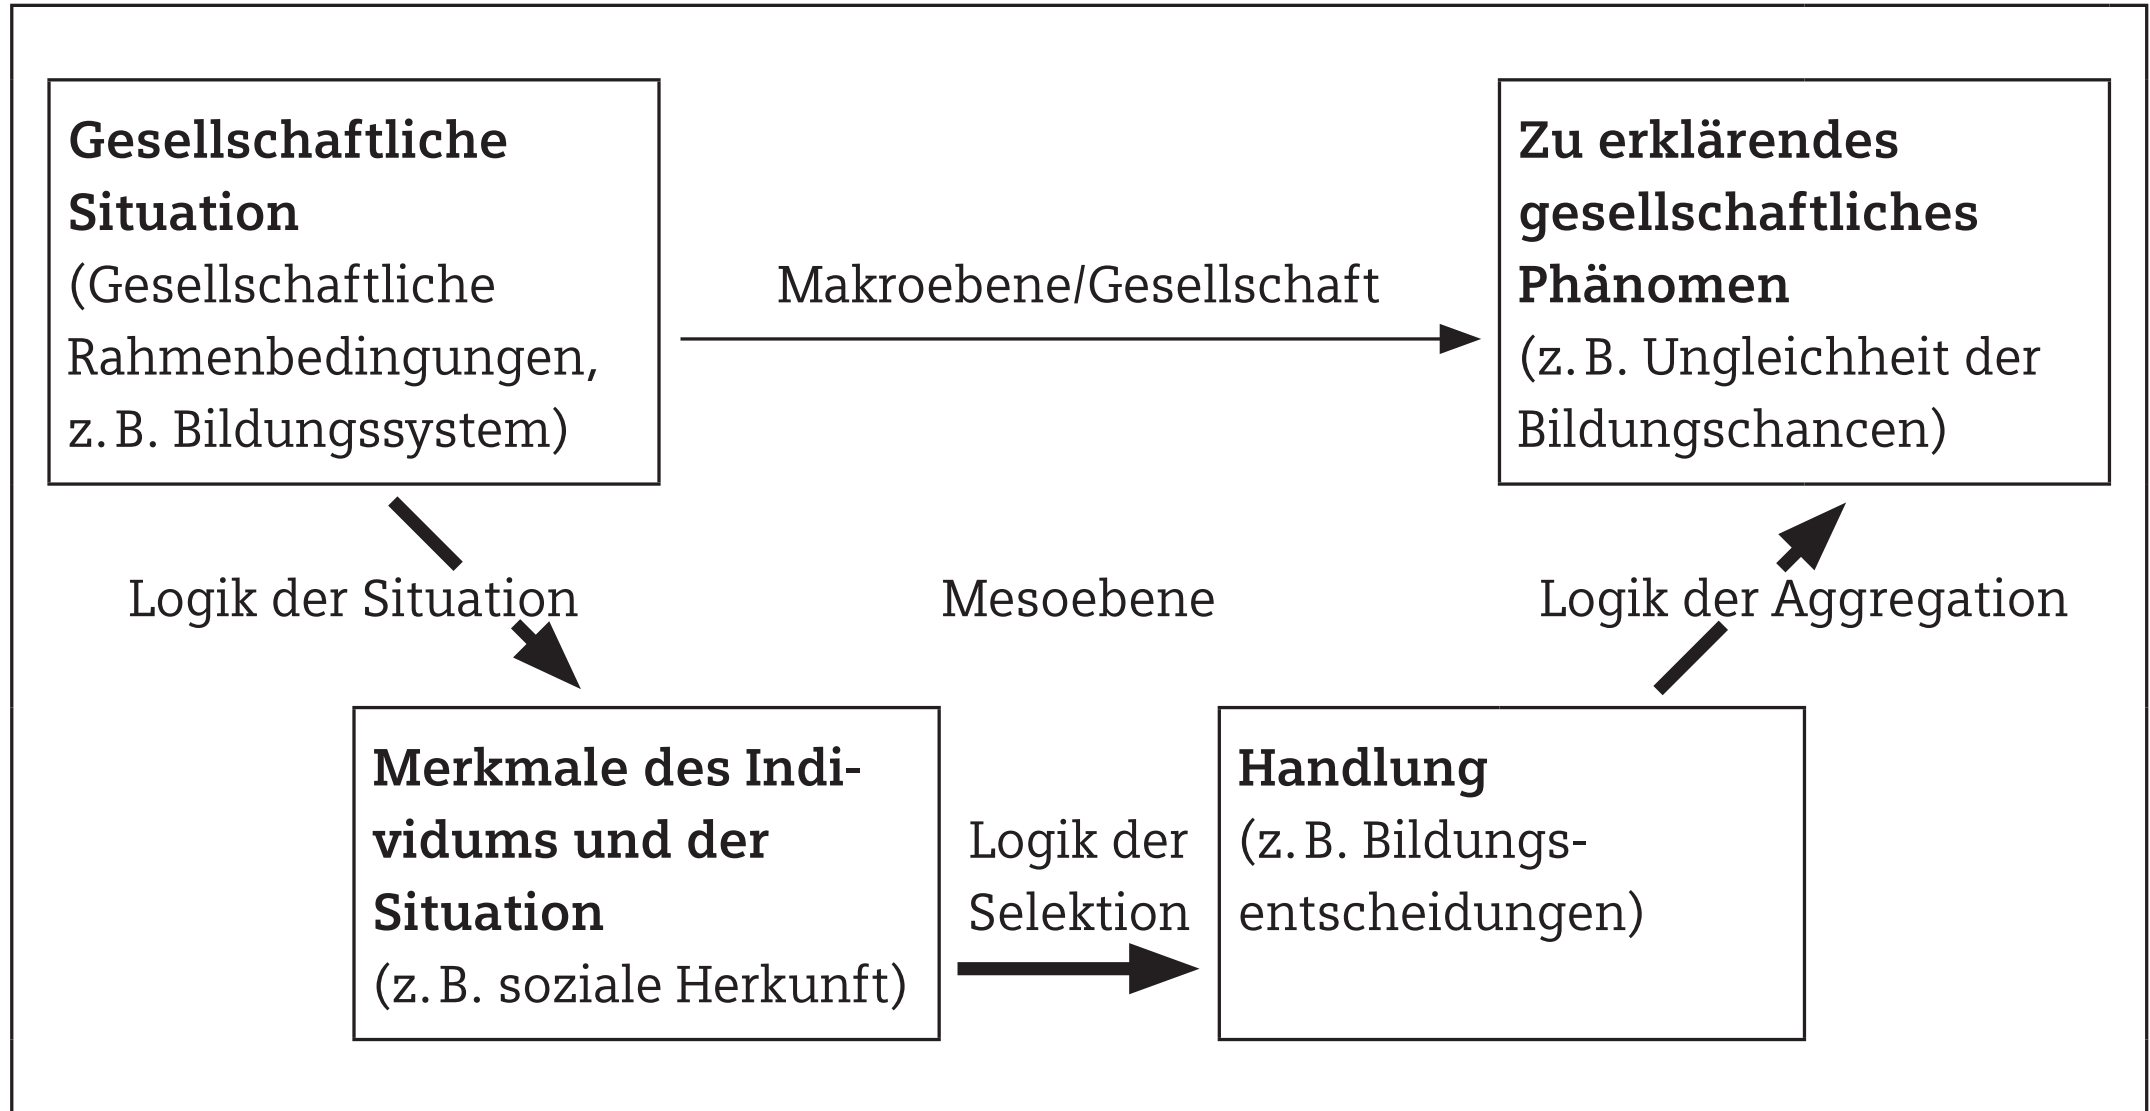 Gesellschaftliche
Situation
(Gesellschaftliche
Rahmenbedingungen,
z. B. Bildungssystem)
Makroebene/Gesellschaft
Zu erklärendes
gesellschaftliches
Phänomen
(z. B. Ungleichheit der
Bildungschancen)
Logik der Situation
Mesoebene
Logik der Aggregation
Merkmale des Indi-
vidums und der
Situation
(z. B. soziale Herkunft)
Logik der
Selektion
Handlung
(z. B. Bildungs-
entscheidungen)